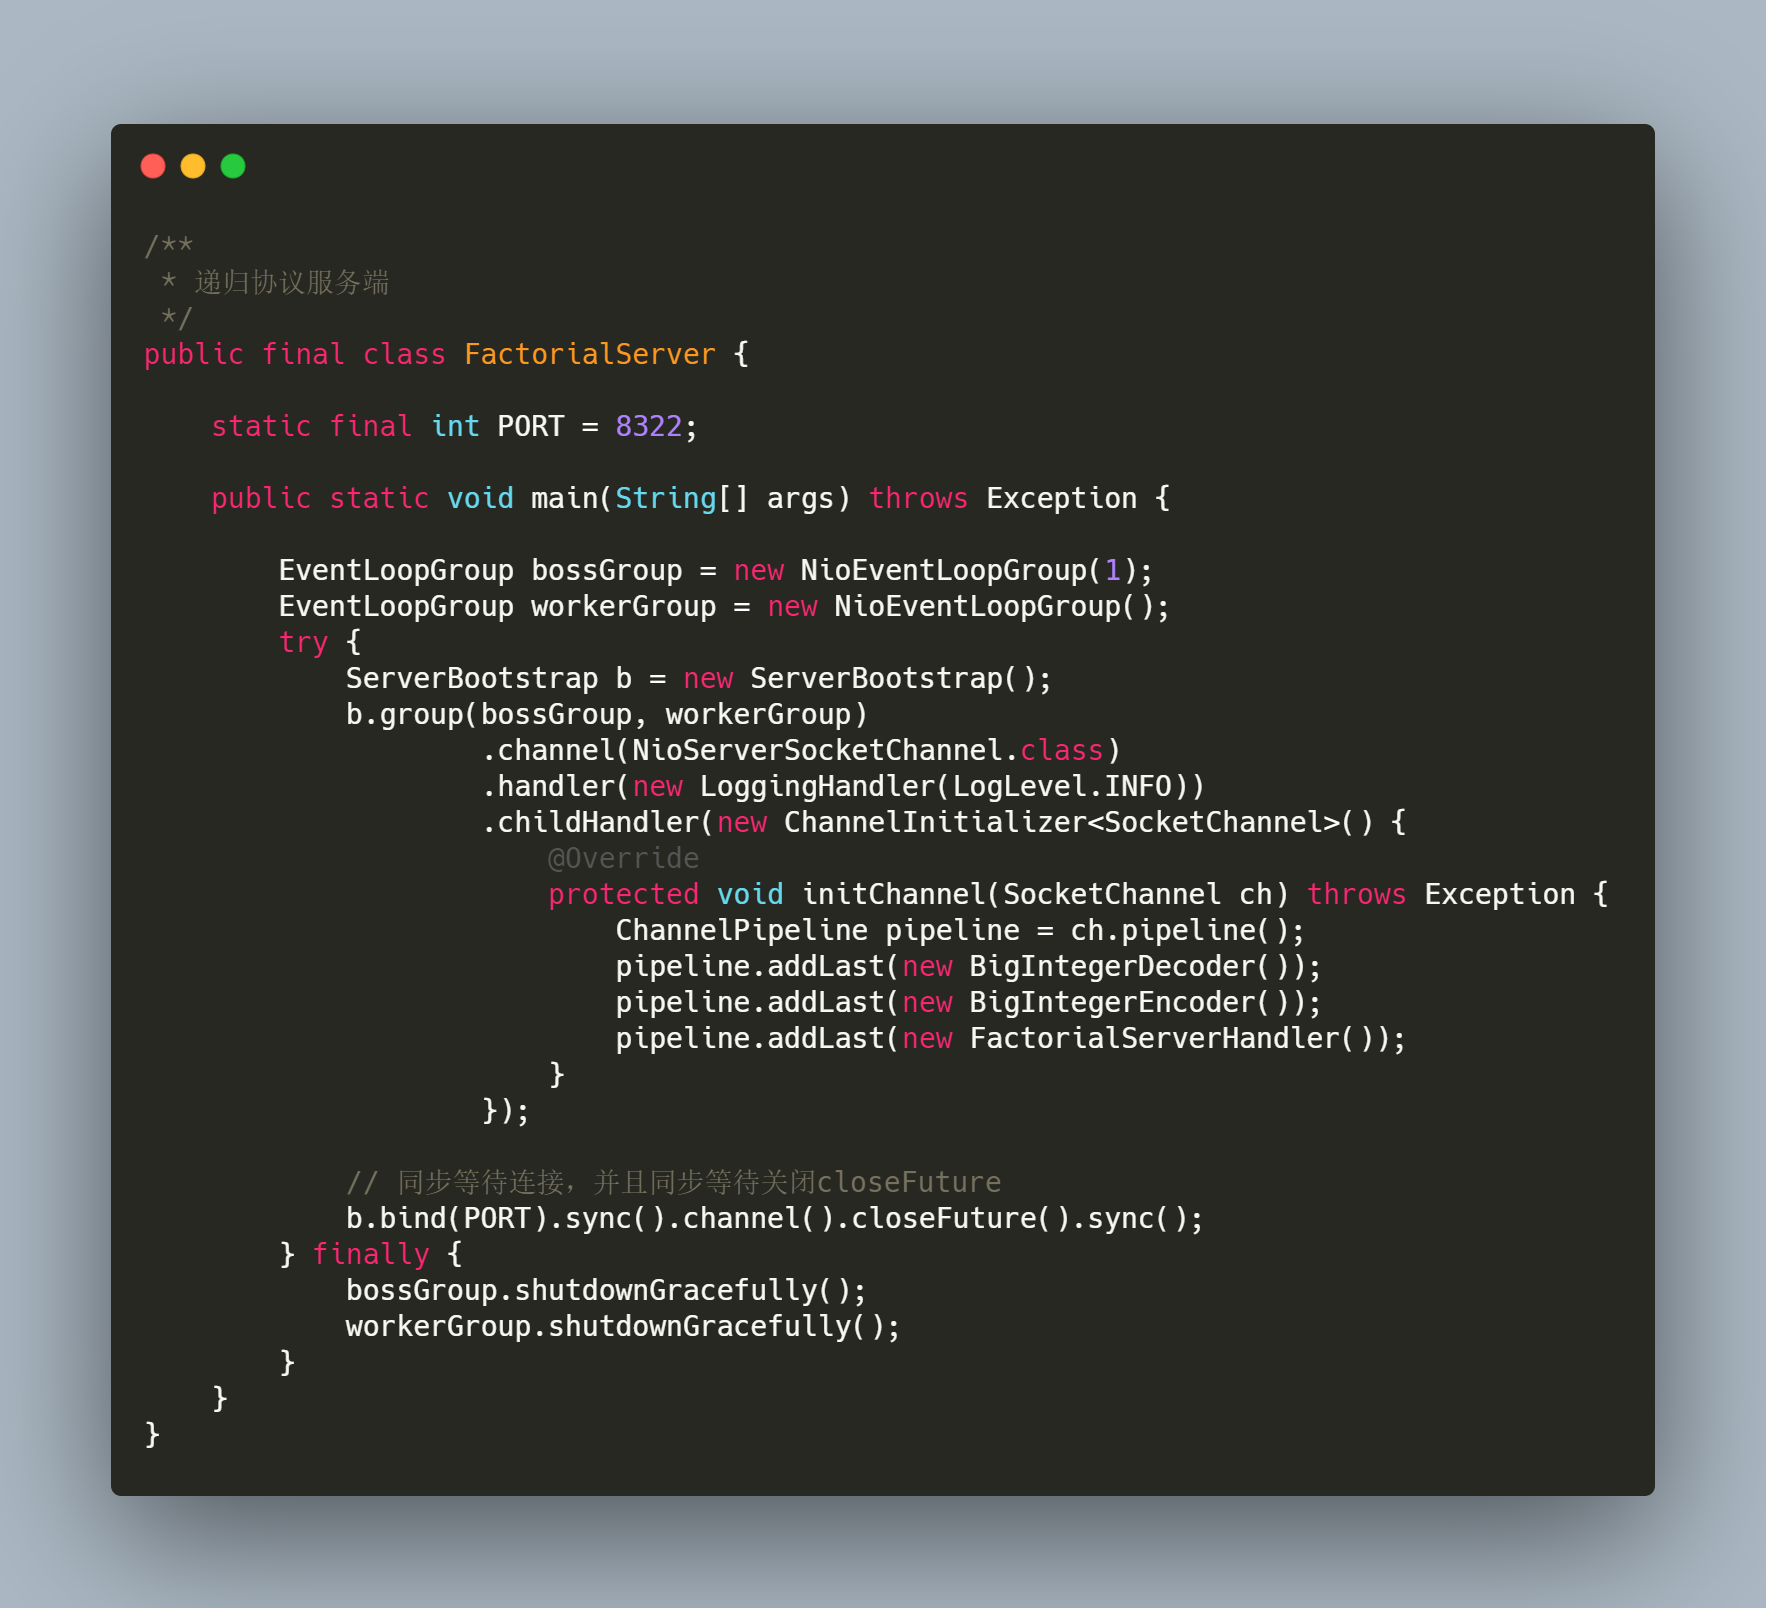 /**
 * 递归协议服务端
 */
public final class FactorialServer {

    static final int PORT = 8322;

    public static void main(String[] args) throws Exception {

        EventLoopGroup bossGroup = new NioEventLoopGroup(1);
        EventLoopGroup workerGroup = new NioEventLoopGroup();
        try {
            ServerBootstrap b = new ServerBootstrap();
            b.group(bossGroup, workerGroup)
                    .channel(NioServerSocketChannel.class)
                    .handler(new LoggingHandler(LogLevel.INFO))
                    .childHandler(new ChannelInitializer<SocketChannel>() {
                        @Override
                        protected void initChannel(SocketChannel ch) throws Exception {
                            ChannelPipeline pipeline = ch.pipeline();
                            pipeline.addLast(new BigIntegerDecoder());
                            pipeline.addLast(new BigIntegerEncoder());
                            pipeline.addLast(new FactorialServerHandler());
                        }
                    });

            // 同步等待连接，并且同步等待关闭closeFuture
            b.bind(PORT).sync().channel().closeFuture().sync();
        } finally {
            bossGroup.shutdownGracefully();
            workerGroup.shutdownGracefully();
        }
    }
}